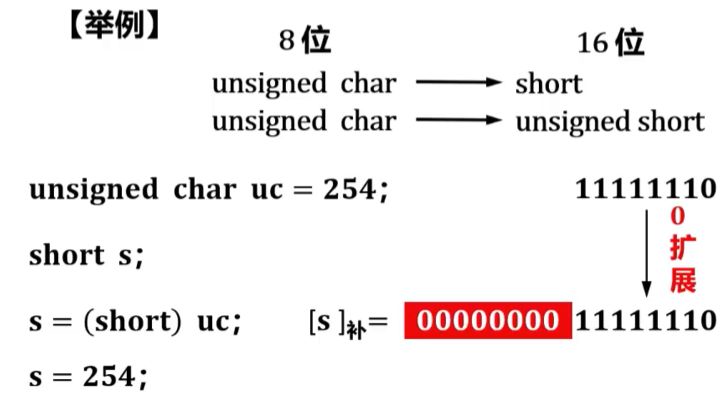 【举例】
8位 16位
unsigned char short
unsigned char unsigned short
unsigned char uc = 254; 11111110
0扩展
short s;
s = (short) uc; [s]补= 00000000 11111110
s = 254;